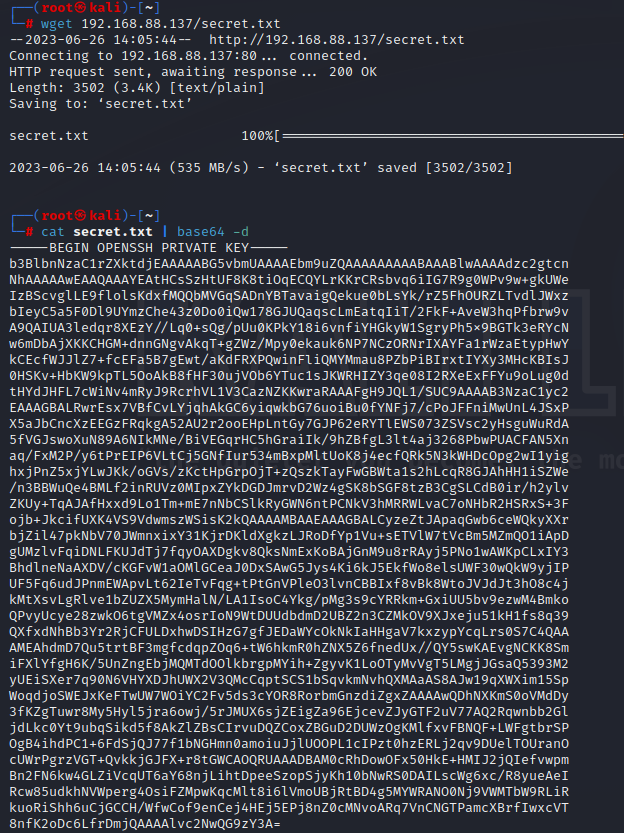 ┌──(root㉿kali)-[~]
└─# wget 192.168.88.137/secret.txt
--2023-06-26 14:05:44--  http://192.168.88.137/secret.txt
Connecting to 192.168.88.137:80... connected.
HTTP request sent, awaiting response... 200 OK
Length: 3502 (3.4K) [text/plain]
Saving to: ‘secret.txt’
secret.txt 100%[==============================
2023-06-26 14:05:44 (535 MB/s) - ‘secret.txt’ saved [3502/3502]
┌──(root㉿kali)-[~]
└─# cat secret.txt | base64 -d
-----BEGIN OPENSSH PRIVATE KEY-----
b3BlbnNzaC1rZXktdjEAAAAABG5vbmUAAAAEbm9uZQAAAAAAAAABAAABlwAAAAdzc2gtcn
NhAAAAAwEAAQAAAYEAtHCsSzHtUF8K8tiOqECQYLrKKrCRsbvq6iIG7R9g0WPv9w+gkUWe
IzBScvglLE9flolsKdxfMQQbMVGqSADnYBTavaigQekue0bLsYk/rZ5FhOURZLTvdlJWxz
bIeyC5a5F0Dl9UYmzChe43z0Do0iQw178GJUQaqscLmEatqIiT/2FkF+AveW3hqPfbrw9v
A9QAIUA3ledqr8XEzY//Lq0+sQg/pUu0KPkY18i6vnfiYHGkyW1SgryPh5×9BGTk3eRYcN
w6mDbAjXKKCHGM+dnnGNgvAkqT+gZWz/Mpy0ekauk6NP7NCzORNrIXAYFa1rWzaEtypHwY
kCEcfWJJlZ7+fcEFa5B7gEwt/aKdFRXPQwinFliQMYMmau8PZbPiBIrxtIYXy3MHcKBIsJ
0HSKv+HbKW9kpTL5OoAkB8fHF30ujVOb6YTuc1sJKWRHIZY3qe08I2RXeExFFYu9oLug0d
tHYdJHFL7cWiNv4mRyJ9RcrhVL1V3CazNZKKwraRAAAFgH9JQL1/SUC9AAAAB3NzaC1yc2
EAAAGBALRwrEsx7VBfCvLYjqhAkGC6yiqwkbG76uoiBu0fYNFj7/cPoJFFniMwUnL4JSxP
X5aJbCncXzEEGzFRqkgA52AU2r2ooEHpLntGy7GJP62eRYTlEWS073ZSVsc2yHsguWuRdA
5fVGJswoXuN89A6NIkMNe/BiVEGqrHC5hGraiIk/9hZBfgL3lt4aj3268PbwPUACFAN5Xn
aq/FxM2P/y6tPrEIP6VLtCj5GNfIur534mBxpMltUoK8j4ecfQRk5N3kWHDcOpg2wI1yig
hxjPnZ5xjYLwJKk/oGVs/zKctHpGrpOjT+zQszkTayFwGBWta1s2hLcqR8GJAhHH1iSZWe
/n3BBWuQe4BMLf2inRUVz0MIpxZYkDGDJmrvD2Wz4gSK8bSGF8tzB3CgSLCdB0ir/h2ylv
ZKUy+TqAJAfHxxd9Lo1Tm+mE7nNbCSlkRyGWN6ntPCNkV3hMRRWLvaC7oNHbR2HSRxS+3F
ojb+JkcifUXK4VS9VdwmszWSisK2kQAAAAMBAAEAAAGBALCyzeZtJApaqGwb6ceWQkyXXr
bjZil47pkNbV70JWmnxixY31KjrDKldXgkzLJRoDfYp1Vu+sETVlW7tVcBm5MZmQO1iApD
gUMzlvFqiDNLFKUJdTj7fqyOAXDgkv8QksNmExKoBAjGnM9u8rRAyj5PNo1wAWKpCLxIY3
BhdlneNaAXDV/cKGFvW1aOMlGCeaJ0DxSAwG5Jys4Ki6kJ5EkfWo8elsUWF30wQkW9yjIP
UF5Fq6udJPnmEWApvLt62IeTvFqg+tPtGnVPleO3lvnCBBIxf8vBk8WtoJVJdJt3hO8c4j
kMtXsvLgRlve1bZUZX5MymHalN/LA1IsoC4Ykg/pMg3s9cYRRkm+GxiUU5bv9ezwM4Bmko
QPvyUcye28zwkO6tgVMZx4osrIoN9WtDUUdbdmD2UBZ2n3CZMkOV9XJxeju51kH1fs8q39
QXfxdNhBb3Yr2RjCFULDxhwDSIHzG7gfJEDaWYcOkNkIaHHgaV7kxzypYcqLrs0S7C4QAA
AMEAhdmD7Qu5trtBF3mgfcdqpZOq6+tW6hkmR0hZNX5Z6fnedUx//QY5swKAEvgNCKK8Sm
iFXlYfgH6K/5UnZngEbjMQMTdOOlkbrgpMYih+ZgyvK1LoOTyMvVgT5LMgjJGsaQ5393M2
yUEiSXer7q90N6VHYXDJhUWX2V3QMcCqptSCS1bSqvkmNvhQXMAaAS8AJw19qXWXim15Sp
WoqdjoSWEJxKeFTwUW7WOiYC2Fv5ds3cYOR8RorbmGnzdiZgxZAAAAwQDhNXKmS0oVMdDy
3fKZgTuwr8My5Hyl5jra6owj/5rJMUX6sjZEigZa96EjcevZJyGTF2uV77AQ2Rqwnbb2Gl
jdLkc0Yt9ubqSikd5f8AkZlZBsCIrvuDQZCoxZBGuD2DUWzOgKMlfxvFBNQF+LWFgtbrSP
OgB4ihdPC1+6FdSjQJ77f1bNGHmn0amoiuJjlUOOPL1cIPzt0hzERLj2qv9DUelTOUranO
cUWrPgrzVGT+QvkkjGJFX+r8tGWCAOQRUAAADBAM0cRhDowOFx50HkE+HMIJ2jQIefvwpm
Bn2FN6kw4GLZiVcqUT6aY68njLihtDpeeSzopSjyKh10bNwRS0DAILscWg6xc/R8yueAeI
Rcw85udkhNVWperg4OsiFZMpwKqcMlt8i6lVmoUBjRtBD4g5MYWRANO0Nj9VWMTbW9RLiR
kuoRiShh6uCjGCCH/WfwCof9enCej4HEj5EPj8nZ0cMNvoARq7VnCNGTPamcXBrfIwxcVT
8nfK2oDc6LfrDmjQAAAAlvc2NwQG9zY3A=